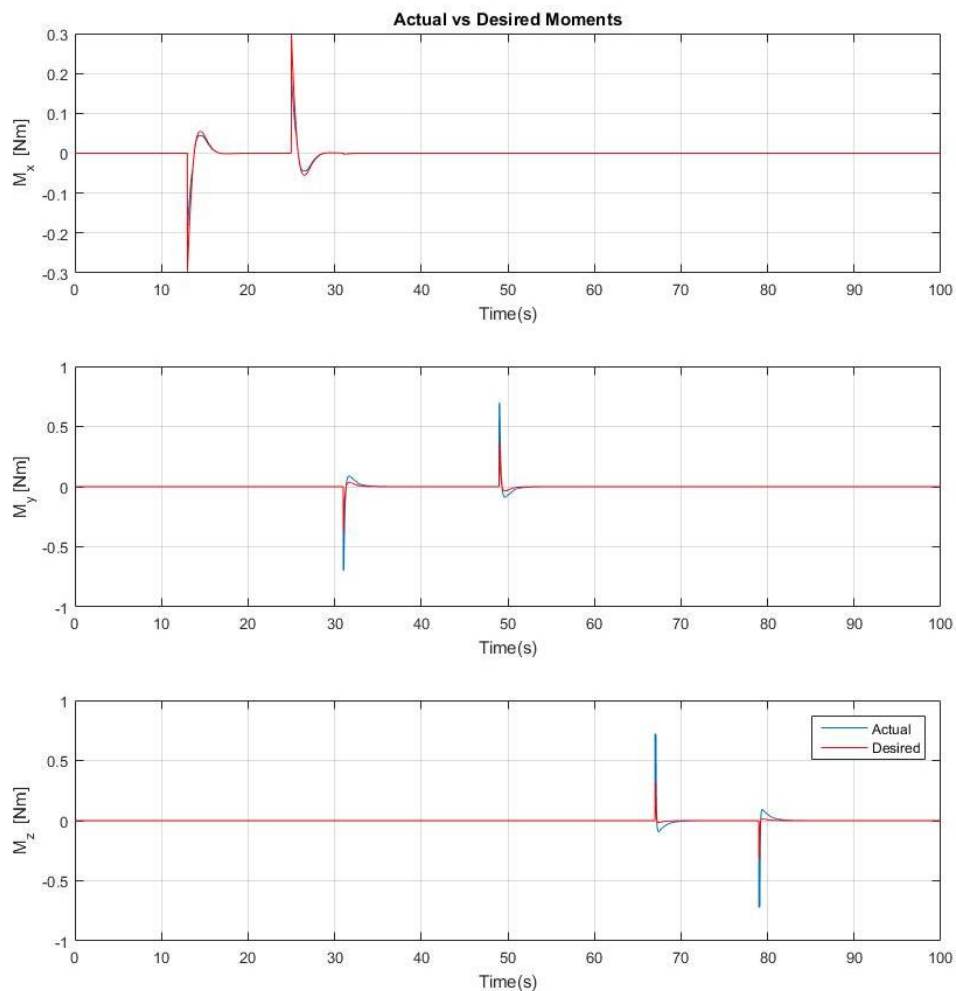 Actual vs Desired Moments
0.3
0.2
0.1
0
-0.1
-0.2
-0.3
M_x [Nm]
0 10 20 30 40 50 60 70 80 90 100
Time(s)
1
0.5
0
-0.5
-1
M_y [Nm]
0 10 20 30 40 50 60 70 80 90 100
Time(s)
1
0.5
0
-0.5
-1
M_z [Nm]
Actual
Desired
0 10 20 30 40 50 60 70 80 90 100
Time(s)